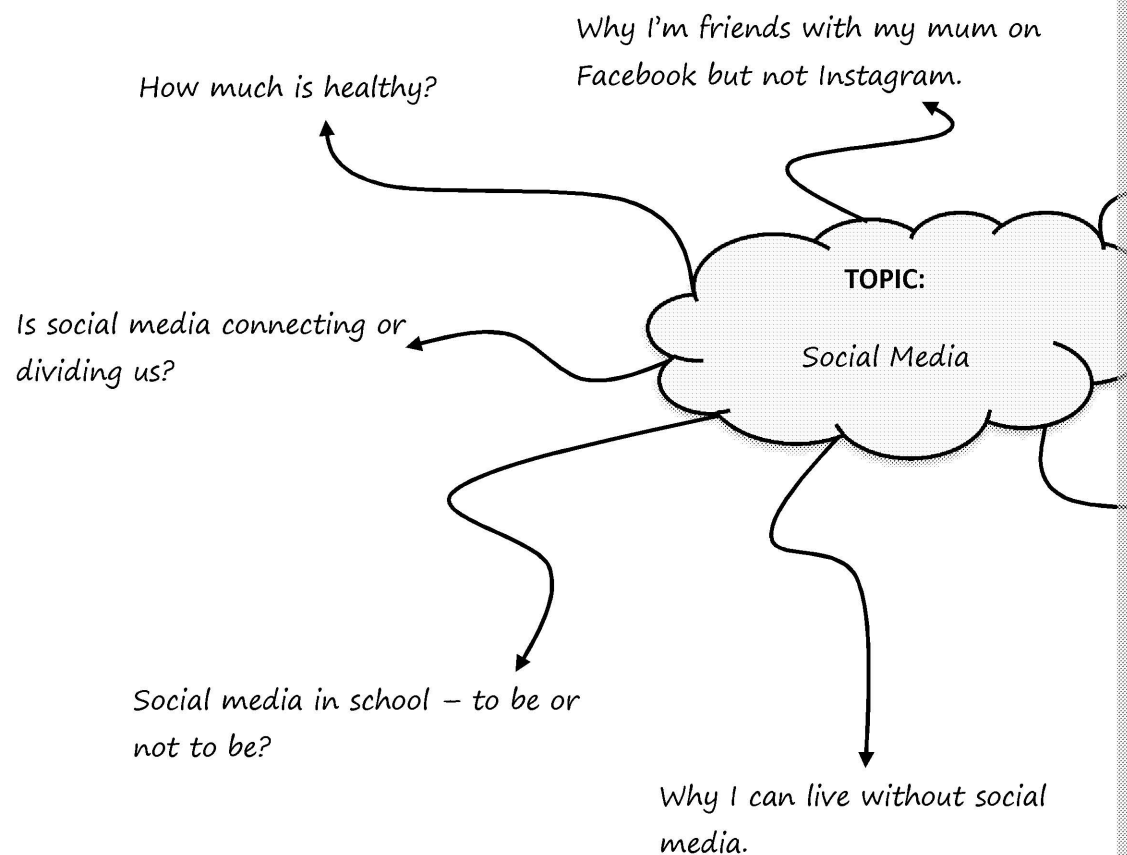 Why I'm friends with my mum on
Facebook but not Instagram.
How much is healthy?
TOPIC:
Social Media
Is social media connecting or
dividing us?
Social media in school – to be or
not to be?
Why I can live without social
media.